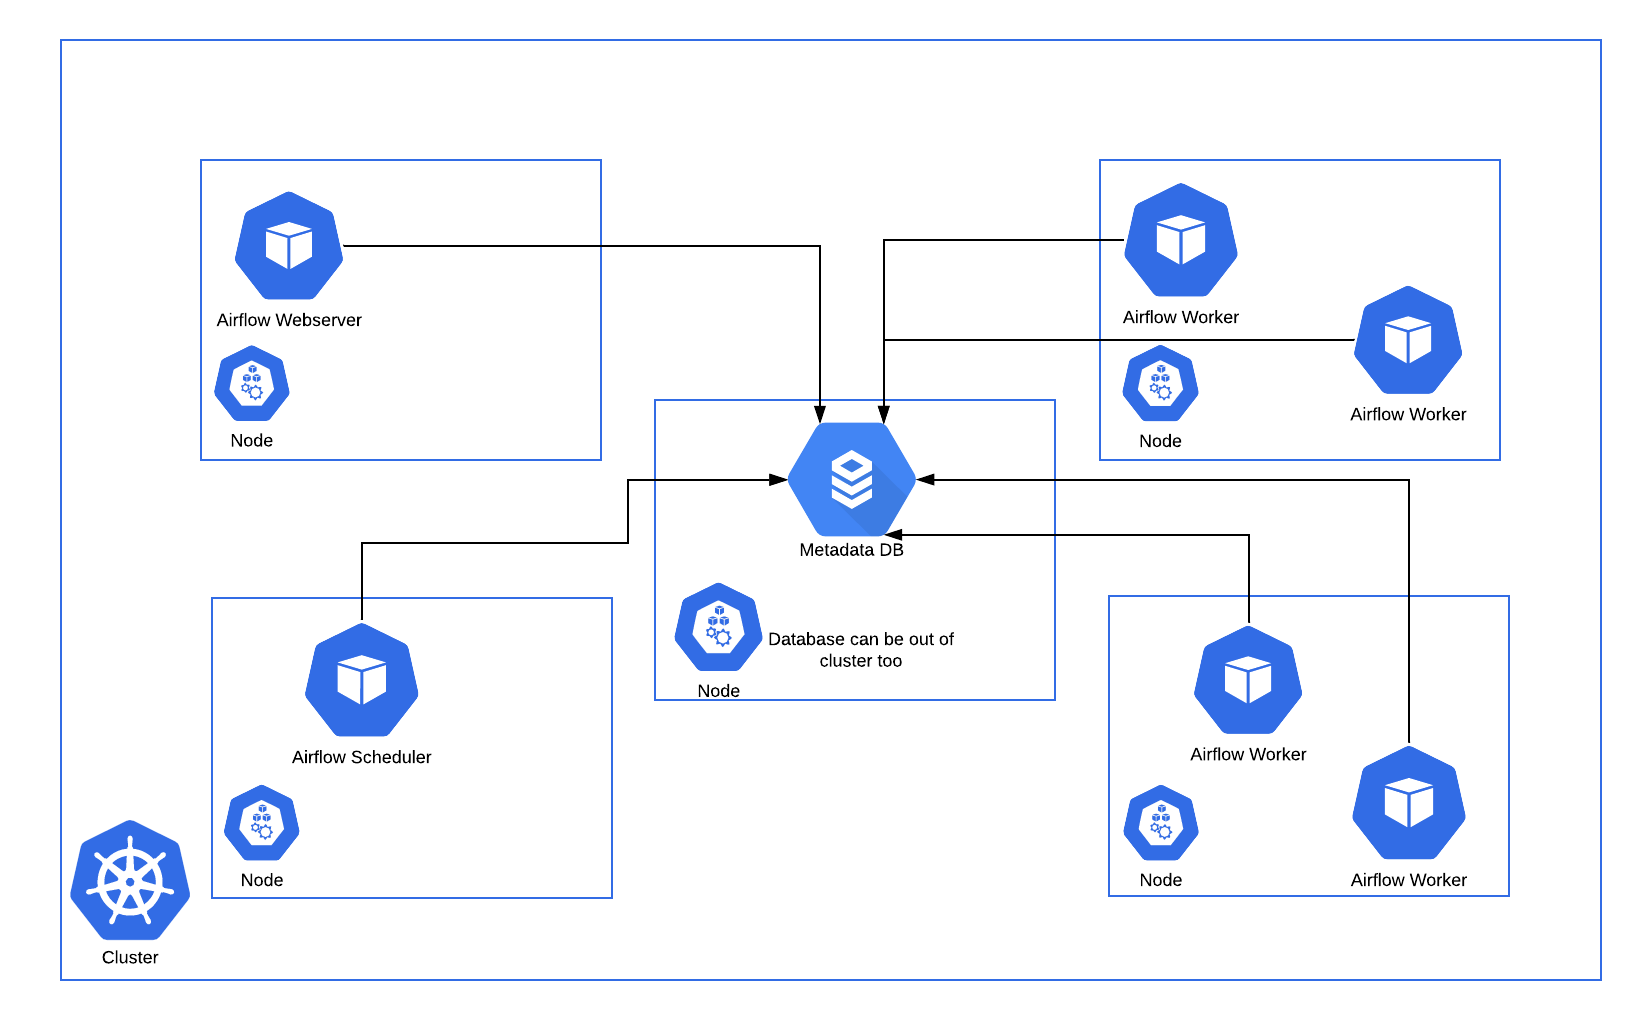 Airflow Webserver
Node
Airflow Worker
Airflow Worker
Node
Metadata DB
Database can be out of
cluster too
Node
Airflow Scheduler
Node
Airflow Worker
Airflow Worker
Node
Cluster